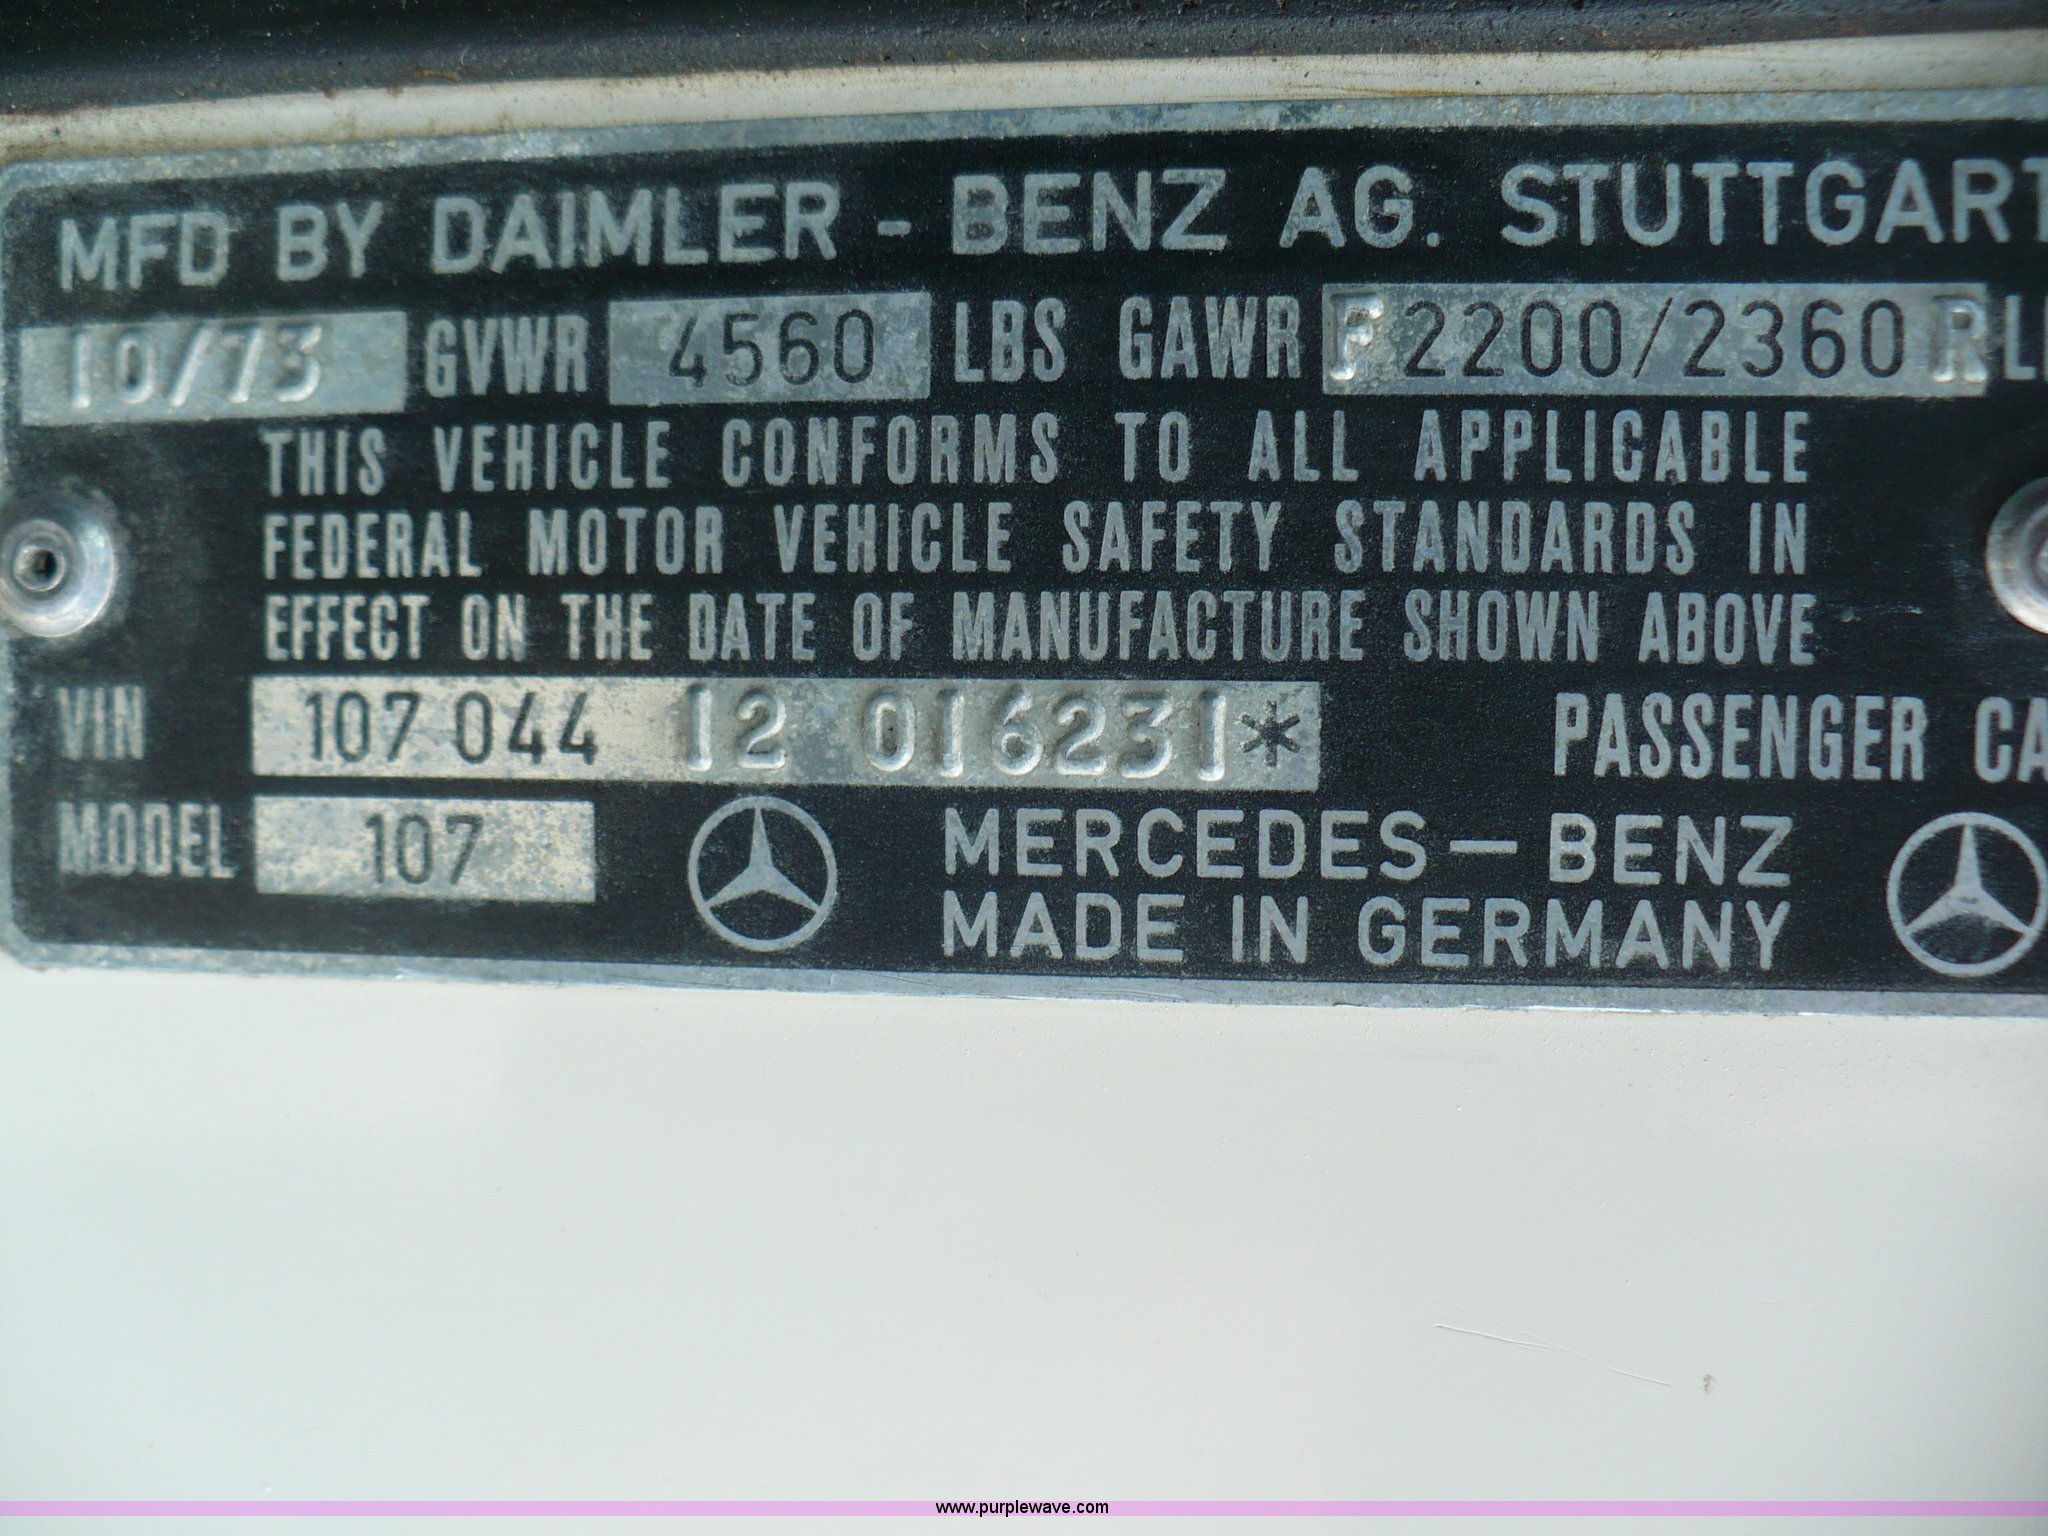 MFD BY DAIMLER - BENZ AG. STUTTGART
10/73 GVWR 4560 LBS GAWR F 2200/2360 R L
THIS VEHICLE CONFORMS TO ALL APPLICABLE
FEDERAL MOTOR VEHICLE SAFETY STANDARDS IN
EFFECT ON THE DATE OF MANUFACTURE SHOWN ABOVE
VIN 107 044 12 016231* PASSENGER CA
MODEL 107 MERCEDES-BENZ
MADE IN GERMANY
www.purplewave.com